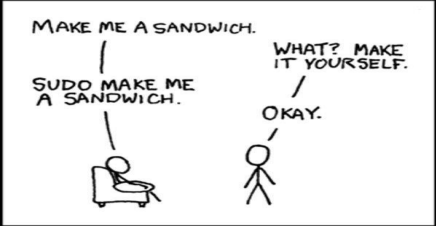 MAKE ME A SANDWICH.
WHAT? MAKE
IT YOURSELF.
SUDO MAKE ME
A SANDWICH.
OKAY.